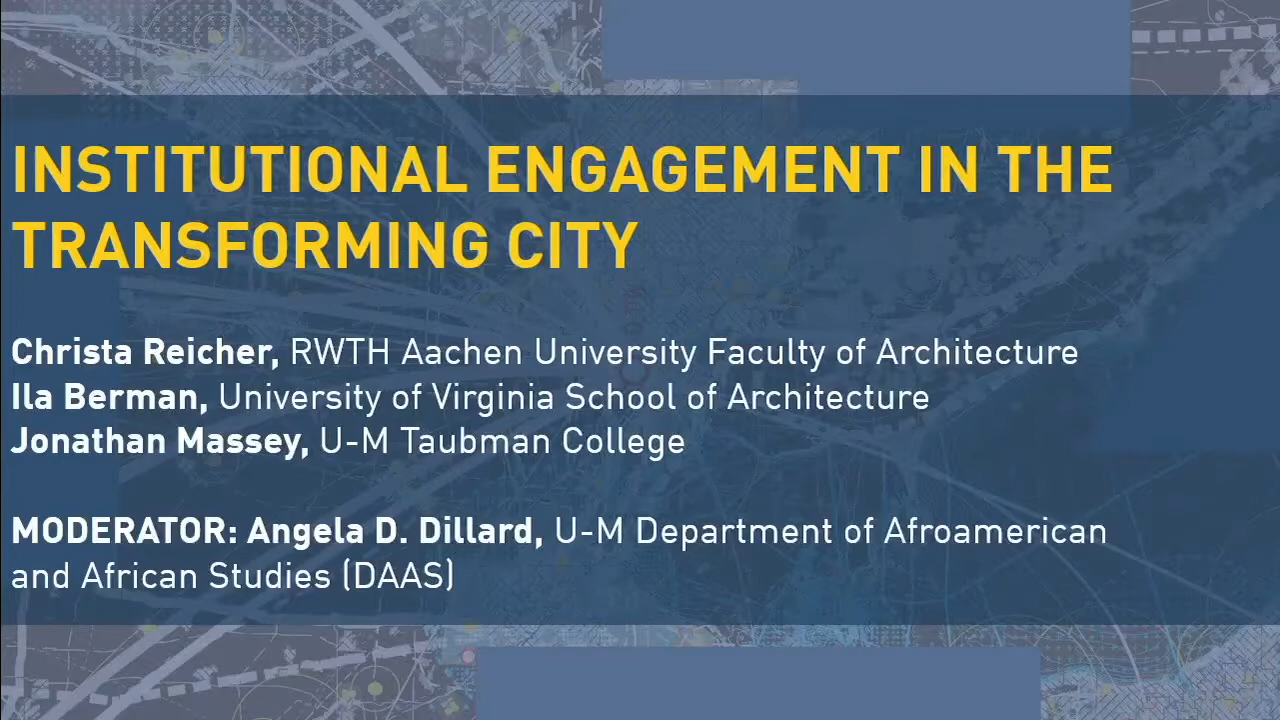 INSTITUTIONAL ENGAGEMENT IN THE
TRANSFORMING CITY
Christa Reicher, RWTH Aachen University Faculty of Architecture
Ila Berman, University of Virginia School of Architecture
Jonathan Massey, U-M Taubman College
MODERATOR: Angela D. Dillard, U-M Department of Afroamerican
and African Studies (DAAS)